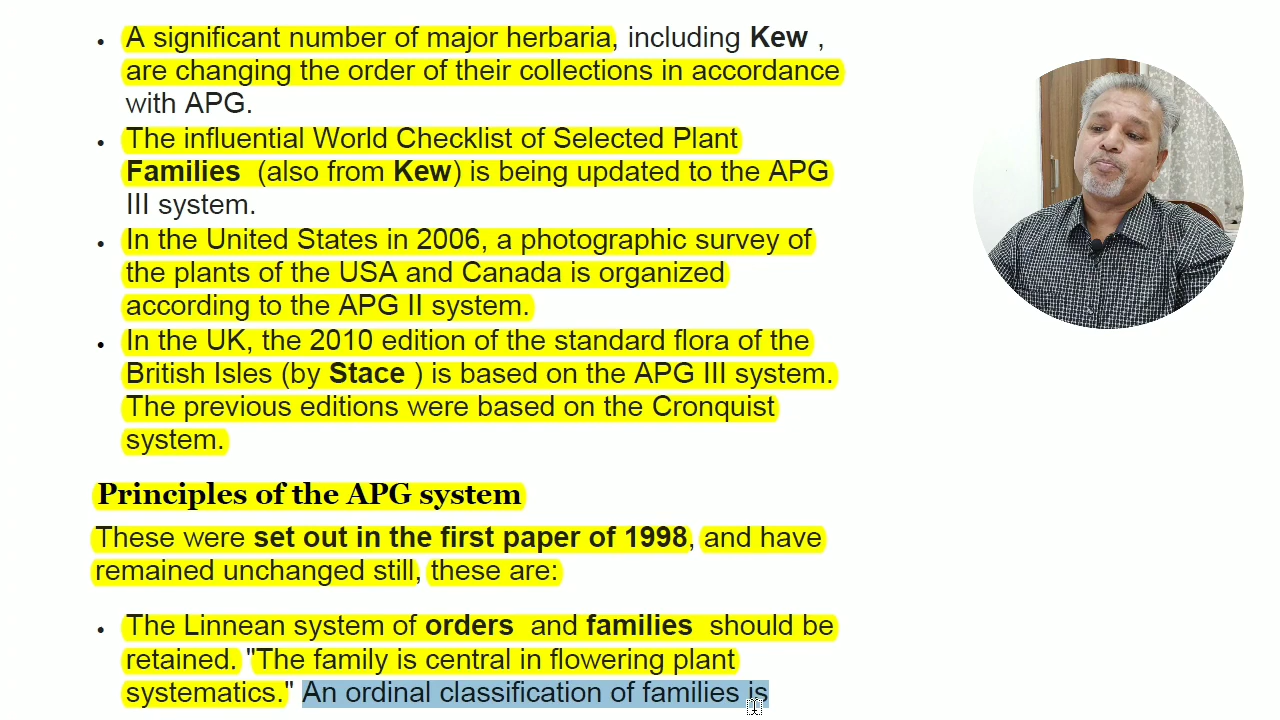 • A significant number of major herbaria, including Kew ,
are changing the order of their collections in accordance
with APG.
• The influential World Checklist of Selected Plant
Families (also from Kew) is being updated to the APG
III system.
• In the United States in 2006, a photographic survey of
the plants of the USA and Canada is organized
according to the APG II system.
• In the UK, the 2010 edition of the standard flora of the
British Isles (by Stace ) is based on the APG III system.
The previous editions were based on the Cronquist
system.
Principles of the APG system
These were set out in the first paper of 1998, and have
remained unchanged still, these are:
• The Linnean system of orders and families should be
retained. "The family is central in flowering plant
systematics." An ordinal classification of families is